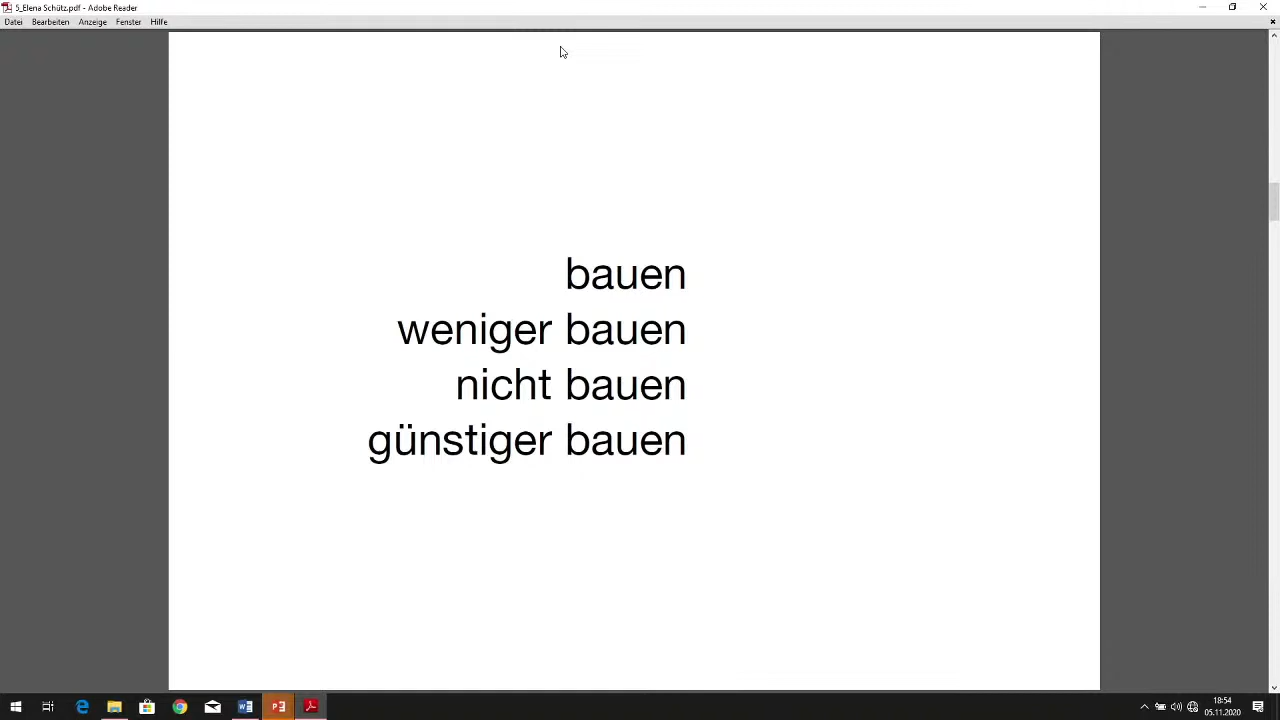 5_Elena Schütz.pdf - Adobe Reader
Datei Bearbeiten Anzeige Fenster Hilfe
bauen
weniger bauen
nicht bauen
günstiger bauen
18:54
05.11.2020